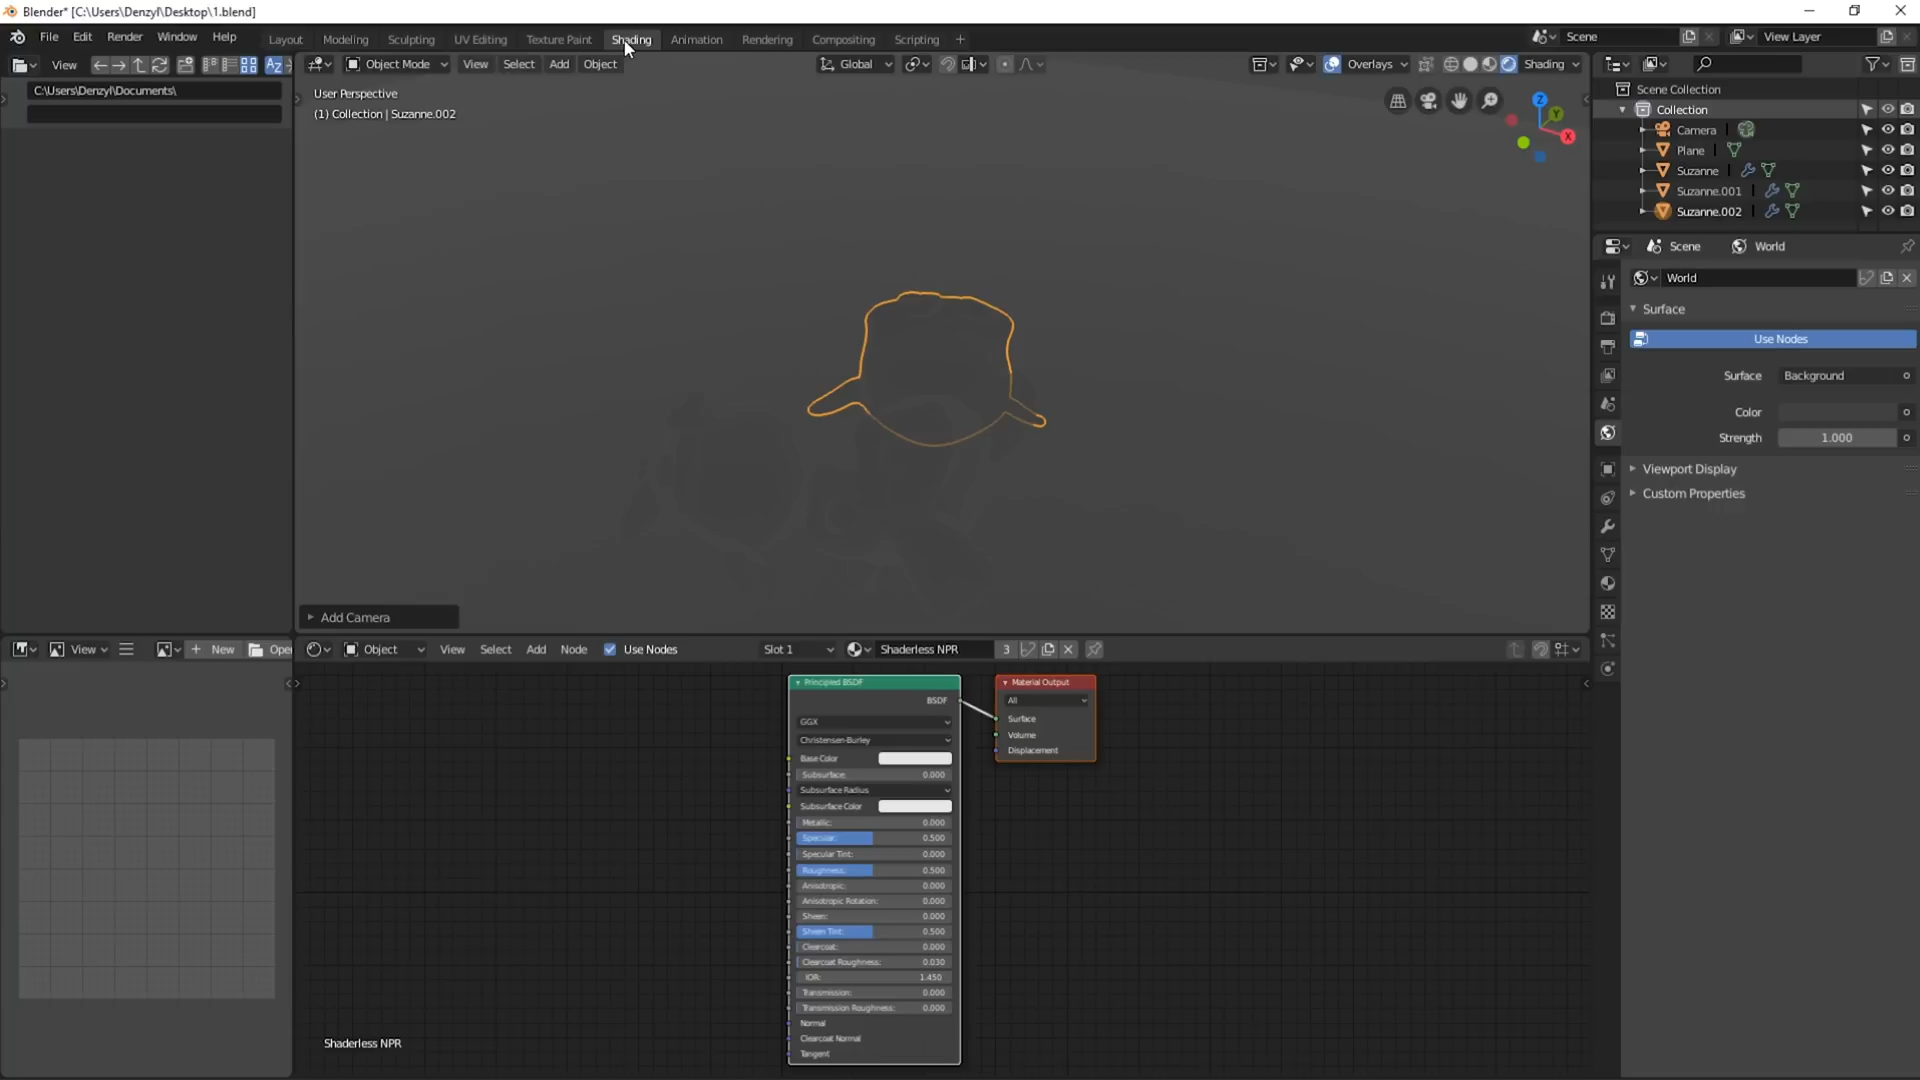 Blender* [C:\Users\Denzyl\Desktop\1.blend]
File Edit Render Window Help Layout Modeling Sculpting UV Editing Texture Paint Shading Animation Rendering Compositing Scripting + Scene View Layer
View
C:\Users\Denzyl\Documents\
Object Mode View Select Add Object Global Overlays Shading
User Perspective
(1) Collection | Suzanne.002
Z
Y
X
Add Camera
Scene Collection
Collection
Camera
Plane
Suzanne
Suzanne.001
Suzanne.002
Scene World
World
Surface
Use Nodes
Surface Background
Color
Strength 1.000
Viewport Display
Custom Properties
View + New Open
Object View Select Add Node Use Nodes Slot 1 Shaderless NPR 3
Principled BSDF
BSDF
GGX
Christensen-Burley
Base Color
Subsurface: 0.000
Subsurface Radius
Subsurface Color
Metallic: 0.000
Specular: 0.500
Specular Tint: 0.000
Roughness: 0.500
Anisotropic: 0.000
Anisotropic Rotation: 0.000
Sheen: 0.000
Sheen Tint: 0.500
Clearcoat: 0.000
Clearcoat Roughness: 0.030
IOR: 1.450
Transmission: 0.000
Transmission Roughness: 0.000
Normal
Clearcoat Normal
Tangent
Material Output
All
Surface
Volume
Displacement
Shaderless NPR